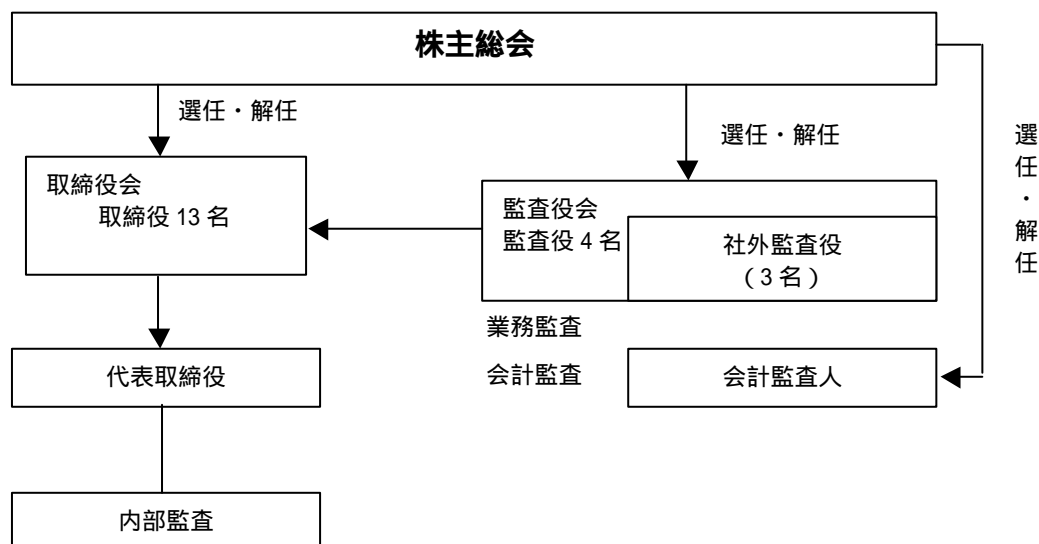 株主総会
選任・解任
選任・解任
選任・解任
取締役会
取締役 13 名
監査役会
監査役 4 名
社外監査役
（3 名）
業務監査
会計監査
代表取締役
会計監査人
内部監査